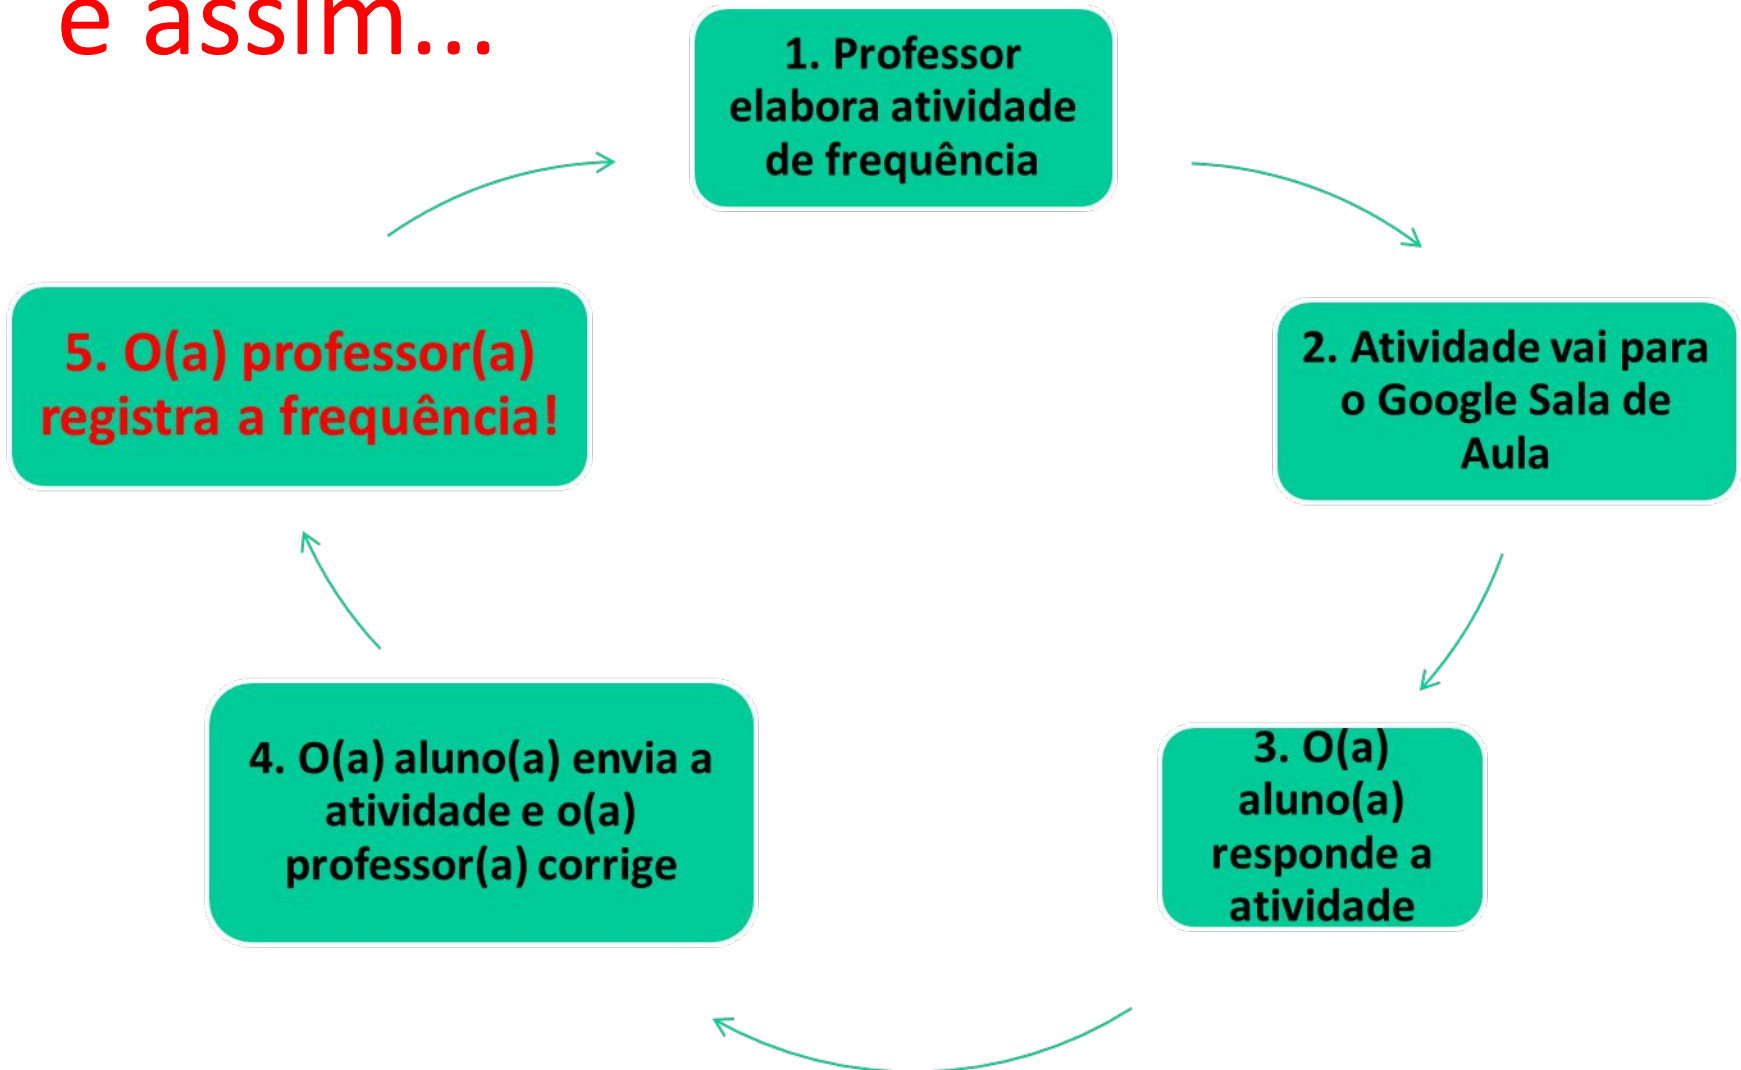 é assim...
1. Professor
elabora atividade
de frequência
2. Atividade vai para
o Google Sala de
Aula
3. O(a)
aluno(a)
responde a
atividade
4. O(a) aluno(a) envia a
atividade e o(a)
professor(a) corrige
5. O(a) professor(a)
registra a frequência!